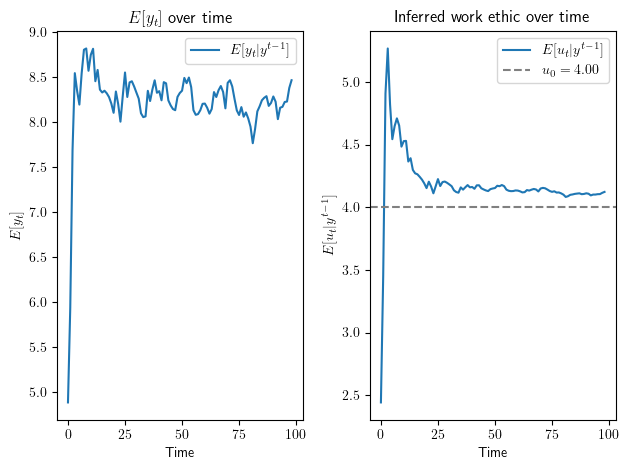 E[y_t] over time
E[y_t|y^{t-1}]
9.0
8.5
8.0
7.5
7.0
6.5
6.0
5.5
5.0
E[y_t]
0
25
50
75
100
Time
Inferred work ethic over time
E[u_t|y^{t-1}]
u_0 = 4.00
5.0
4.5
4.0
3.5
3.0
2.5
E[u_t|y^{t-1}]
0
25
50
75
100
Time